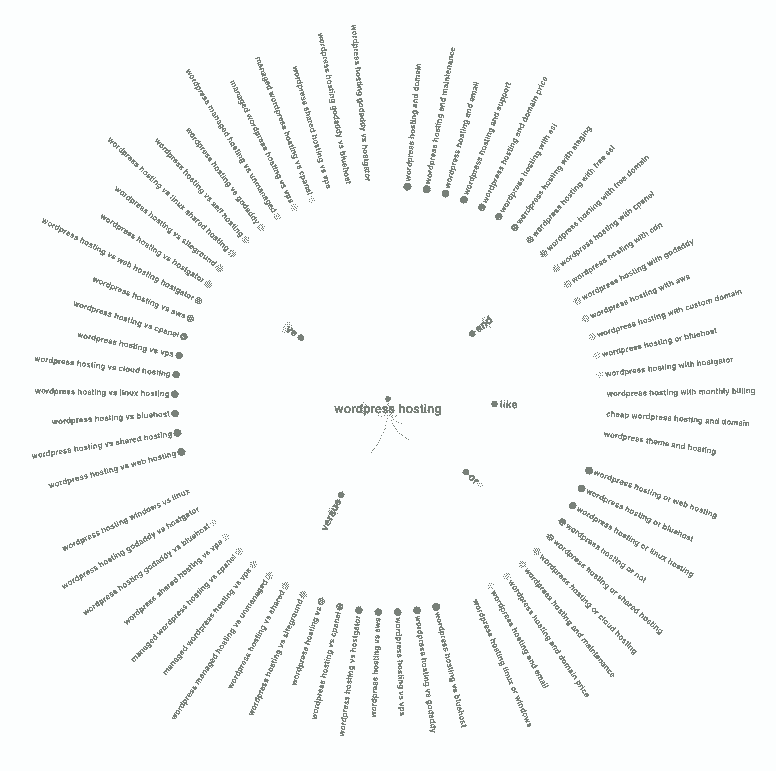 wordpress hosting
and
like
or
versus
vs
wordpress hosting and domain
wordpress hosting and maintenance
wordpress hosting and email
wordpress hosting and support
wordpress hosting and domain price
wordpress hosting with ssl
wordpress hosting with staging
wordpress hosting with free ssl
wordpress hosting with free domain
wordpress hosting with cpanel
wordpress hosting with cdn
wordpress hosting with godaddy
wordpress hosting with aws
wordpress hosting with custom domain
wordpress hosting or bluehost
wordpress hosting with hostgator
wordpress hosting with monthly billing
cheap wordpress hosting and domain
wordpress theme and hosting
wordpress hosting or web hosting
wordpress hosting or bluehost
wordpress hosting or linux hosting
wordpress hosting or not
wordpress hosting or shared hosting
wordpress hosting or cloud hosting
wordpress hosting and maintenance
wordpress hosting and domain price
wordpress hosting and email
wordpress hosting linux or windows
wordpress hosting vs bluehost
wordpress hosting vs godaddy
wordpress hosting vs vps
wordpress hosting vs aws
wordpress hosting vs hostgator
wordpress hosting vs cpanel
wordpress hosting vs
wordpress hosting vs siteground
wordpress hosting vs shared
wordpress managed hosting vs unmanaged
managed wordpress hosting vs vps
managed wordpress hosting vs cpanel
wordpress shared hosting vs vps
wordpress hosting godaddy vs bluehost
wordpress hosting godaddy vs hostgator
wordpress hosting windows vs linux
wordpress hosting vs web hosting
wordpress hosting vs shared hosting
wordpress hosting vs bluehost
wordpress hosting vs linux hosting
wordpress hosting vs cloud hosting
wordpress hosting vs vps
wordpress hosting vs cpanel
wordpress hosting vs aws
wordpress hosting vs web hosting hostgator
wordpress hosting vs hostgator
wordpress hosting vs siteground
wordpress hosting vs linux shared hosting
wordpress hosting vs self hosting
wordpress hosting vs godaddy
wordpress managed hosting vs unmanaged
managed wordpress hosting vs vps
managed wordpress hosting vs cpanel
wordpress shared hosting vs vps
wordpress hosting godaddy vs bluehost
wordpress hosting godaddy vs hostgator